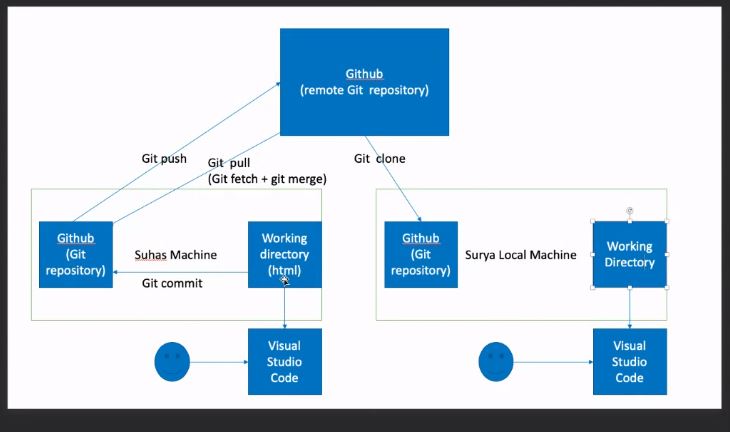 Github
(remote Git repository)
Git push
Git pull
(Git fetch + git merge)
Git clone
Github
(Git
repository)
Suhas Machine
Git commit
Working
directory
(html)
Github
(Git
repository)
Surya Local Machine
Working
Directory
Visual
Studio
Code
Visual
Studio
Code